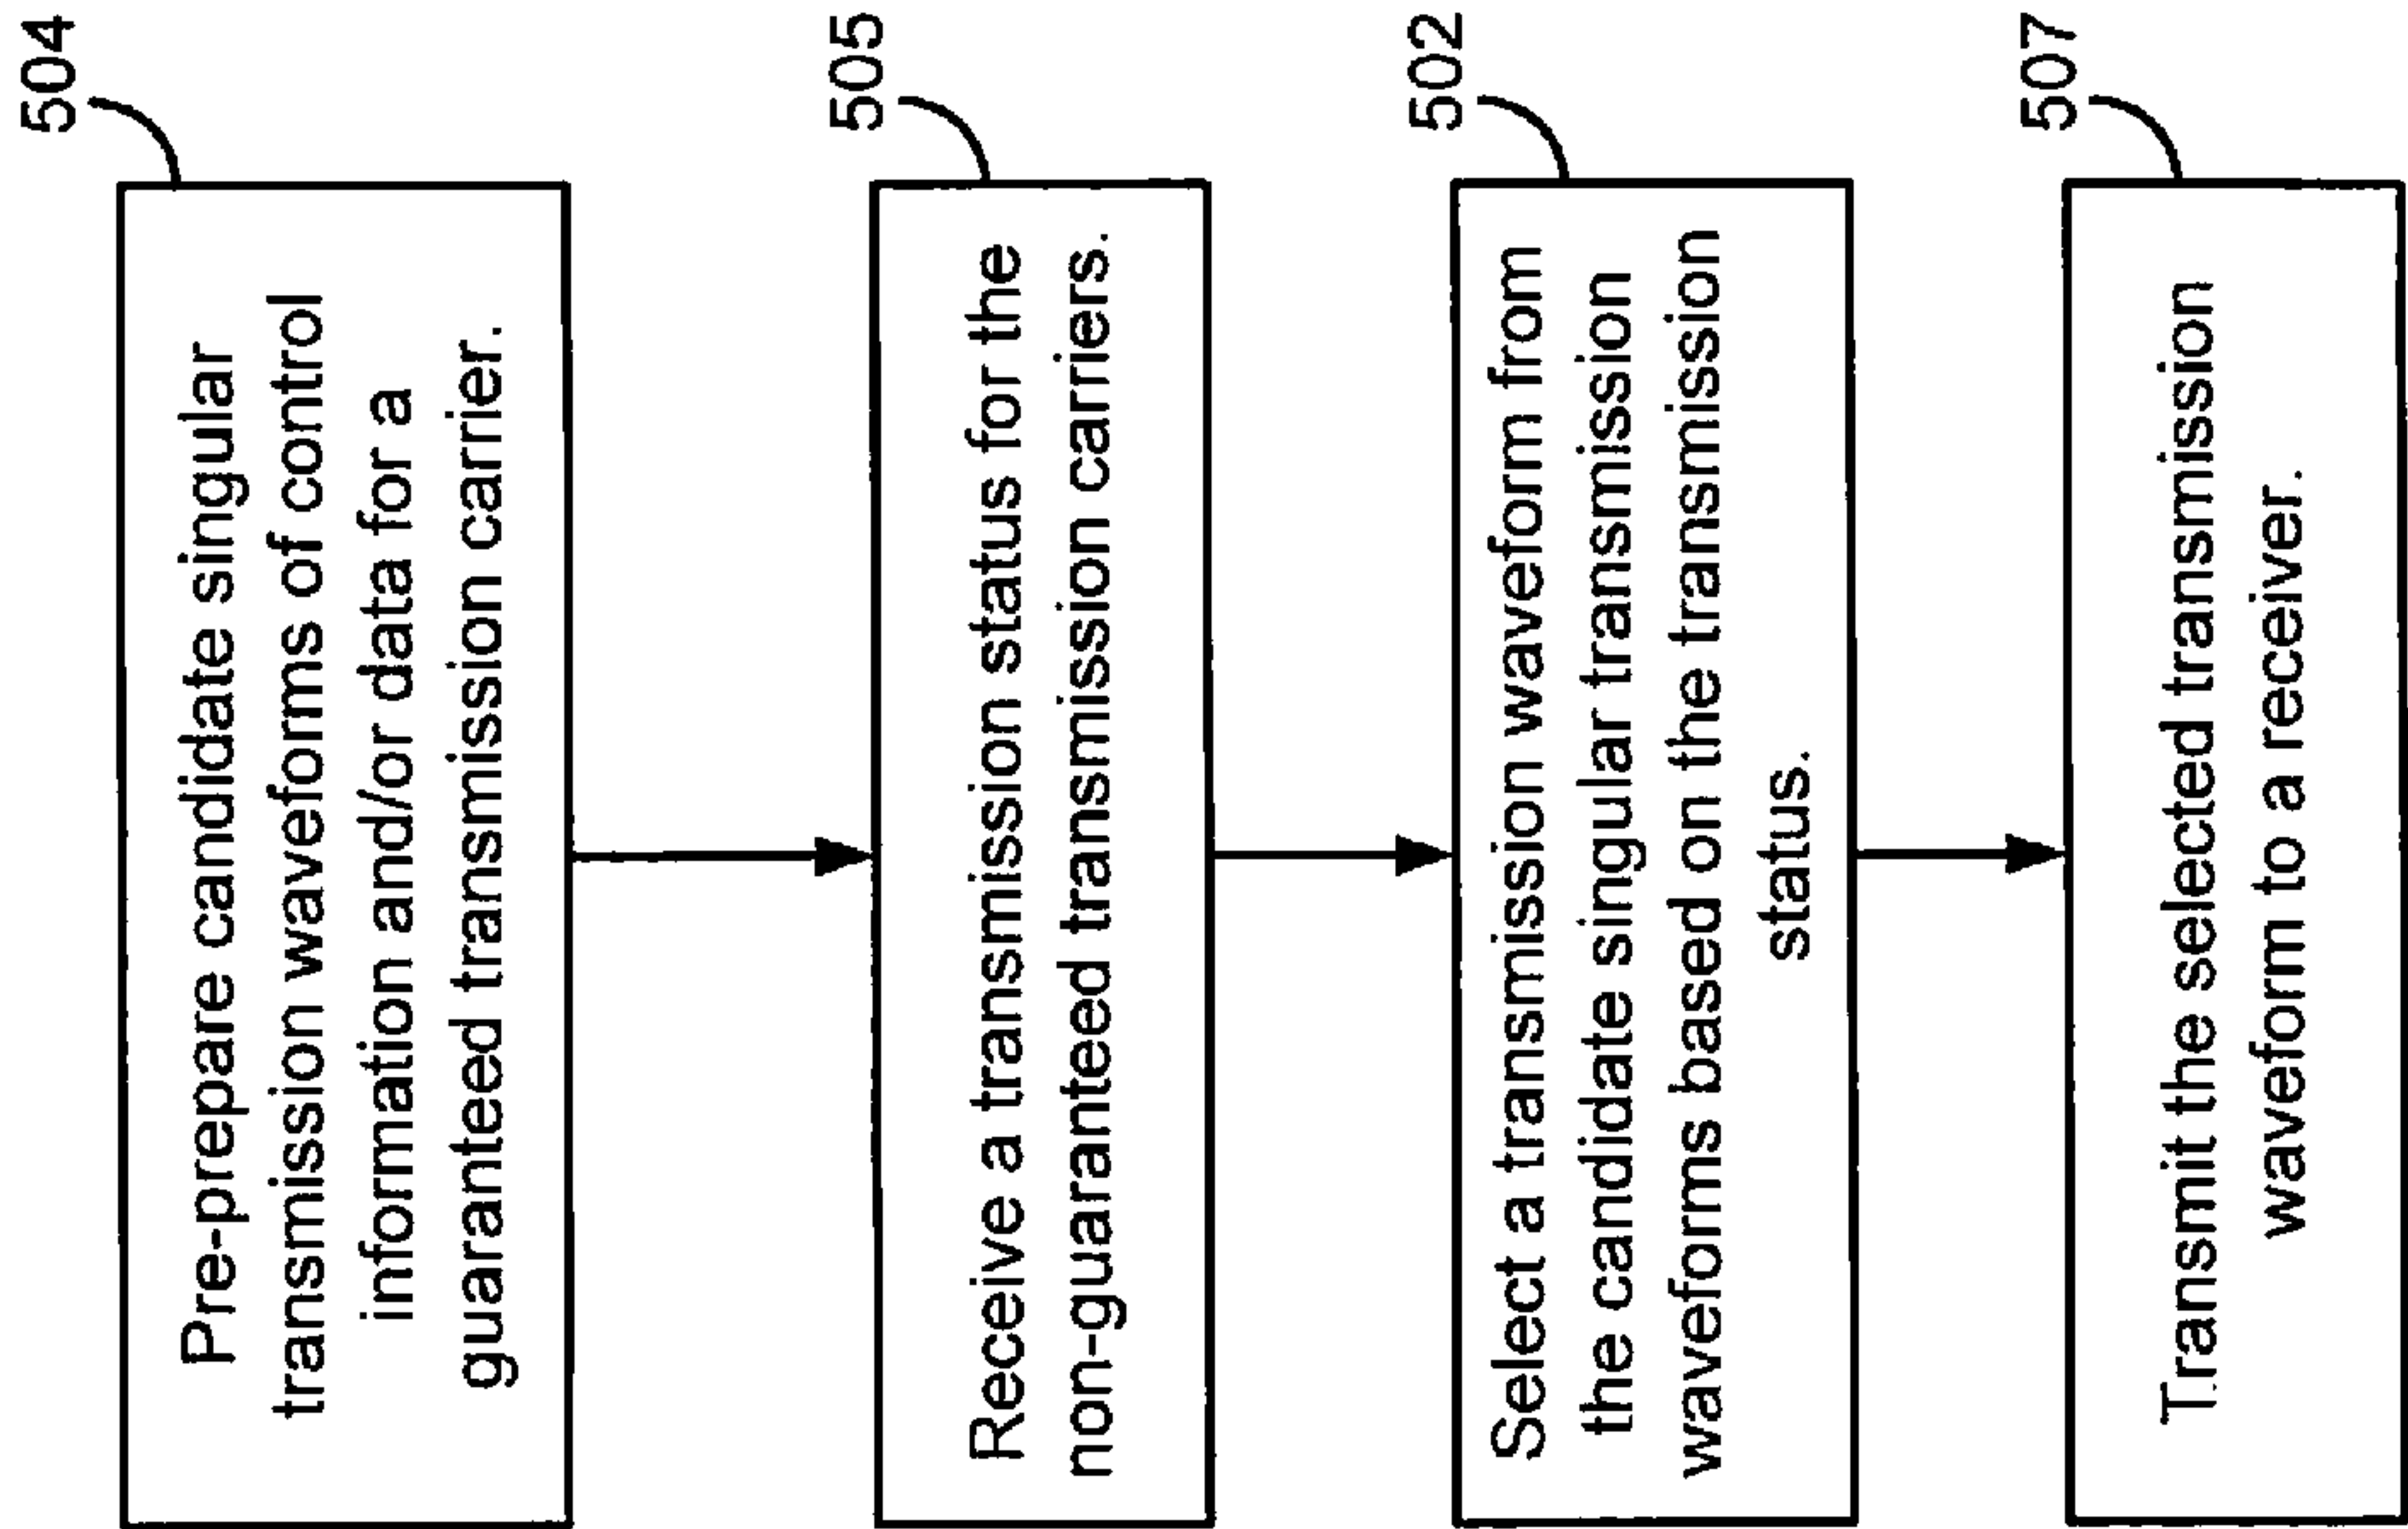 504
Pre-prepare candidate singular
transmission waveforms of control
information and/or data for a
guaranteed transmission carrier.
505
Receive a transmission status for the
non-guaranteed transmission carriers.
502
Select a transmission waveform from
the candidate singular transmission
waveforms based on the transmission
status.
507
Transmit the selected transmission
waveform to a receiver.